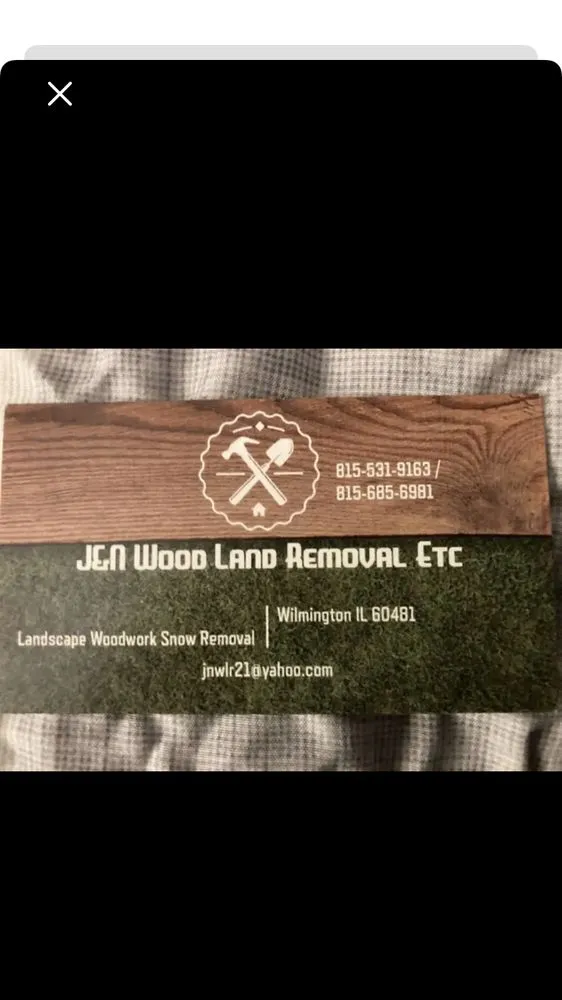 815-531-9163 /
815-685-6981
J&N Wood Land Removal Etc
Wilmington IL 60481
Landscape Woodwork Snow Removal
jnwlr21@yahoo.com